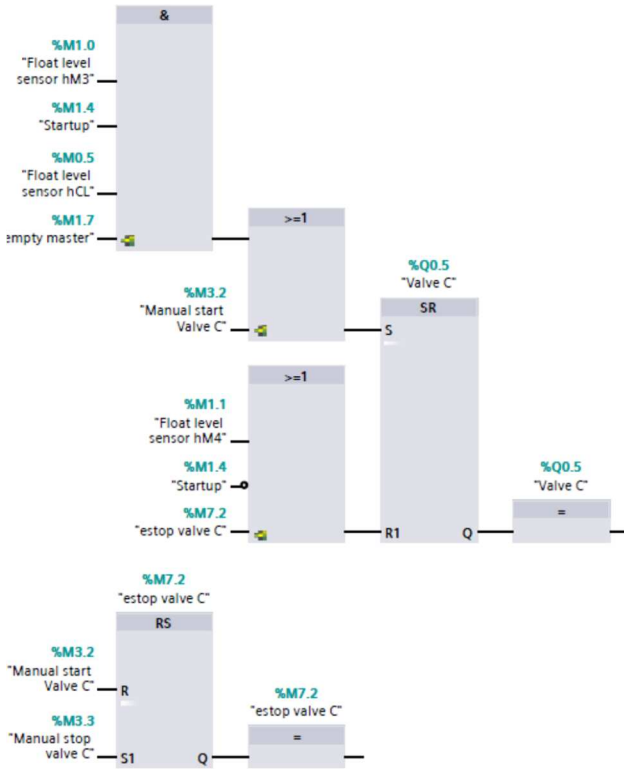 &
%M1.0
"Float level
sensor hM3"
%M1.4
"Startup"
%M0.5
"Float level
sensor hCL"
%M1.7
empty master"
>=1
%M3.2
"Manual start
Valve C"
%Q0.5
"Valve C"
SR
S
>=1
%M1.1
"Float level
sensor hM4"
%M1.4
"Startup"
%M7.2
"estop valve C"
R1 Q
%Q0.5
"Valve C"
=
%M7.2
"estop valve C"
RS
%M3.2
"Manual start
Valve C"
R
%M3.3
"Manual stop
valve C"
S1 Q
%M7.2
"estop valve C"
=